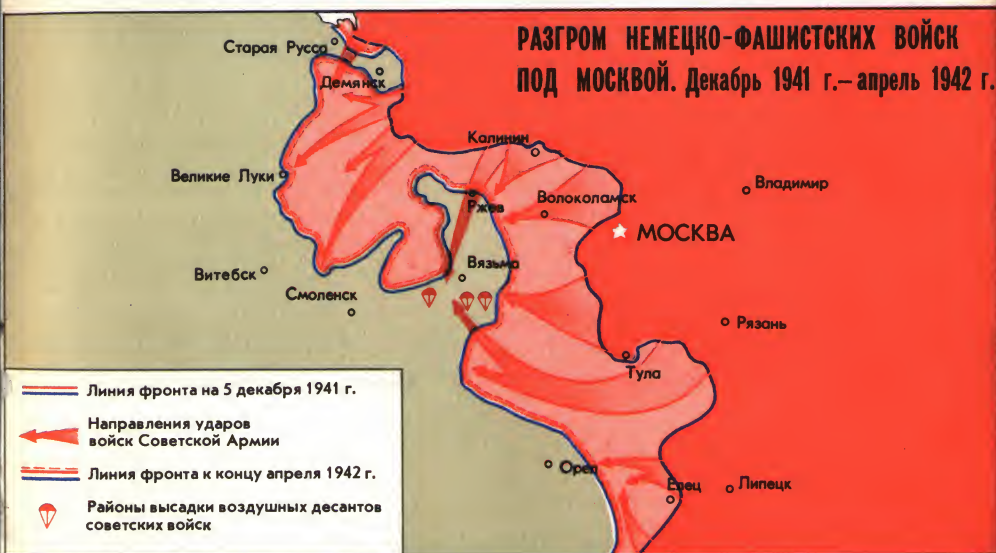 РАЗГРОМ НЕМЕЦКО-ФАШИСТСКИХ ВОЙСК
ПОД МОСКВОЙ. Декабрь 1941 г.—апрель 1942 г.
Старая Русса
Демянск
Калинин
Великие Луки
Ржев
Волоколамск
Владимир
МОСКВА
Витебск
Вязьма
Смоленск
Рязань
Тула
Орел
Елец
Липецк
Линия фронта на 5 декабря 1941 г.
Направления ударов
войск Советской Армии
Линия фронта к концу апреля 1942 г.
Районы высадки воздушных десантов
советских войск